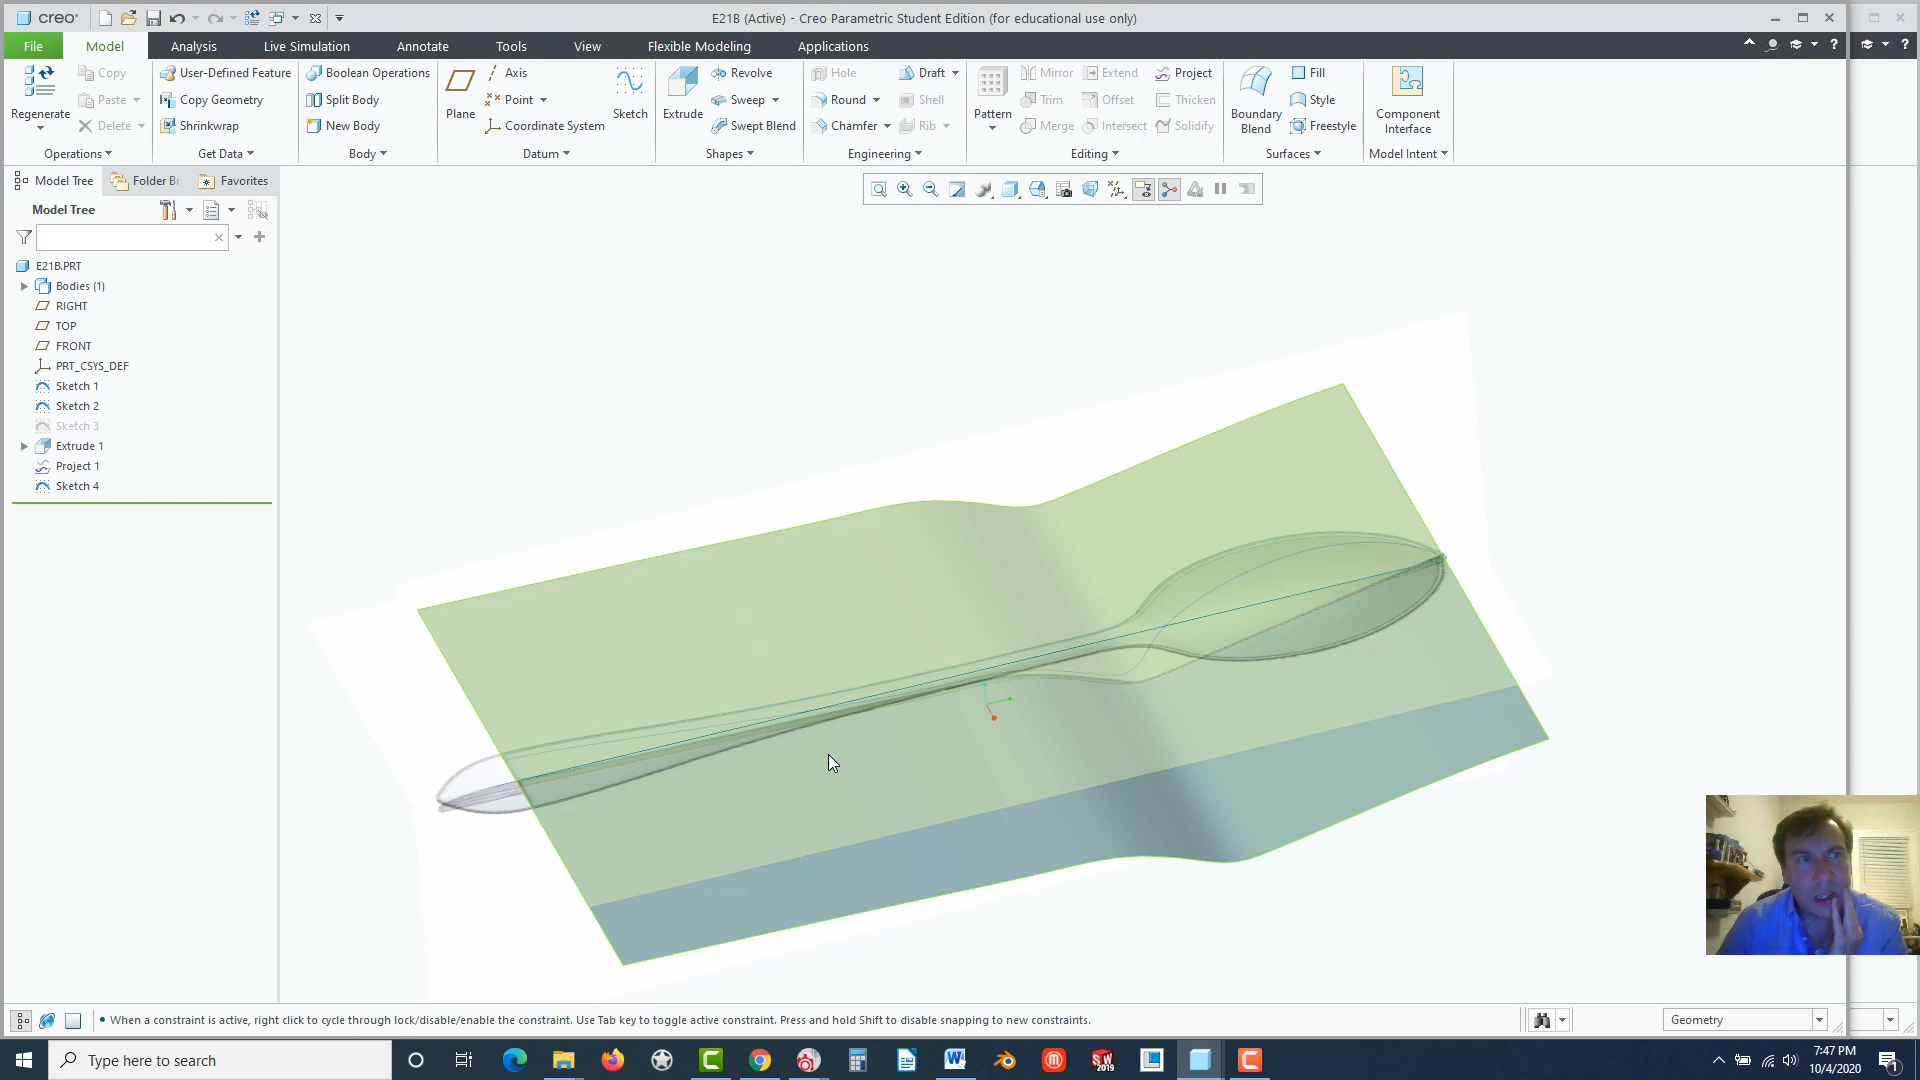 creo
E21B (Active) - Creo Parametric Student Edition (for educational use only)
File Model Analysis Live Simulation Annotate Tools View Flexible Modeling Applications
Regenerate
Copy
Paste
Delete
Operations
User-Defined Feature
Copy Geometry
Shrinkwrap
Get Data
Boolean Operations
Split Body
New Body
Body
Plane
Axis
Point
Coordinate System
Sketch
Datum
Extrude
Revolve
Sweep
Swept Blend
Shapes
Hole
Round
Chamfer
Draft
Shell
Rib
Engineering
Pattern
Mirror
Trim
Merge
Extend
Offset
Intersect
Project
Thicken
Solidify
Editing
Boundary Blend
Fill
Style
Freestyle
Surfaces
Component Interface
Model Intent
Model Tree Folder Br Favorites
Model Tree
E21B.PRT
Bodies (1)
RIGHT
TOP
FRONT
PRT_CSYS_DEF
Sketch 1
Sketch 2
Sketch 3
Extrude 1
Project 1
Sketch 4
• When a constraint is active, right click to cycle through lock/disable/enable the constraint. Use Tab key to toggle active constraint. Press and hold Shift to disable snapping to new constraints.
Geometry
Type here to search
7:47 PM
10/4/2020
SW
2019
1